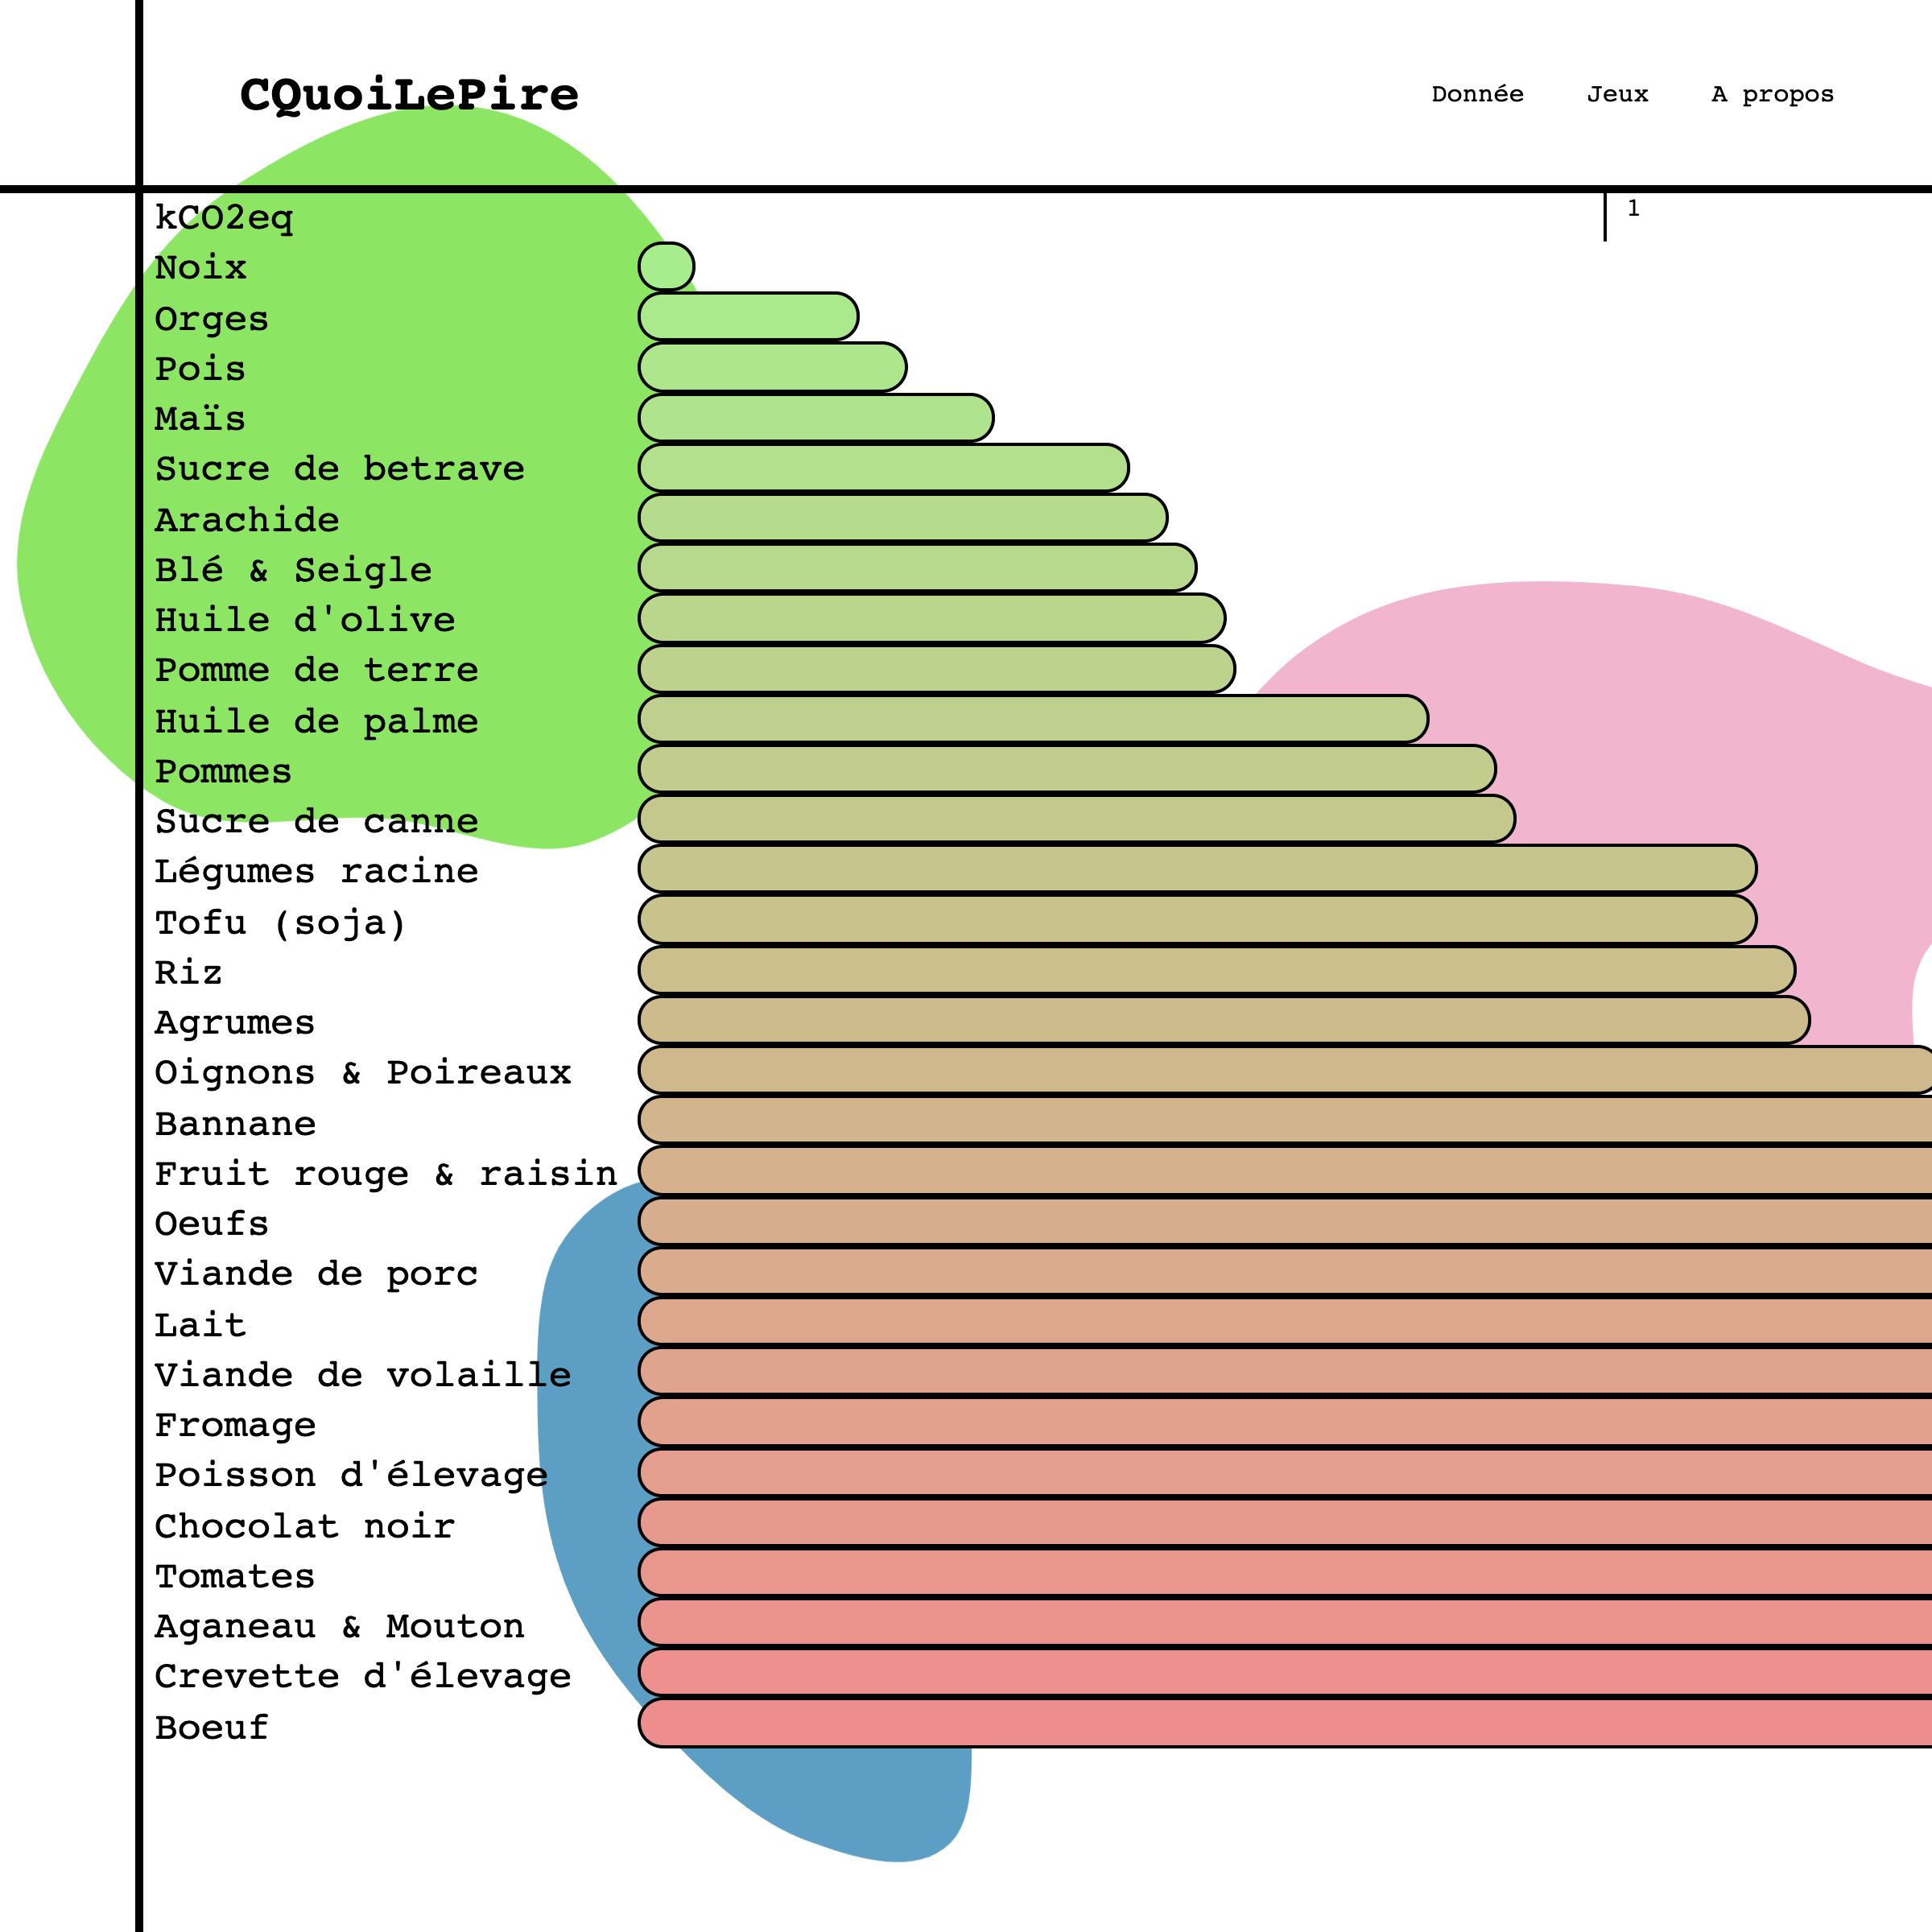 CQuoiLePire
Donnée Jeux A propos
kCO2eq
1
Noix
Orges
Pois
Maïs
Sucre de betrave
Arachide
Blé & Seigle
Huile d'olive
Pomme de terre
Huile de palme
Pommes
Sucre de canne
Légumes racine
Tofu (soja)
Riz
Agrumes
Oignons & Poireaux
Bannane
Fruit rouge & raisin
Oeufs
Viande de porc
Lait
Viande de volaille
Fromage
Poisson d'élevage
Chocolat noir
Tomates
Aganeau & Mouton
Crevette d'élevage
Boeuf